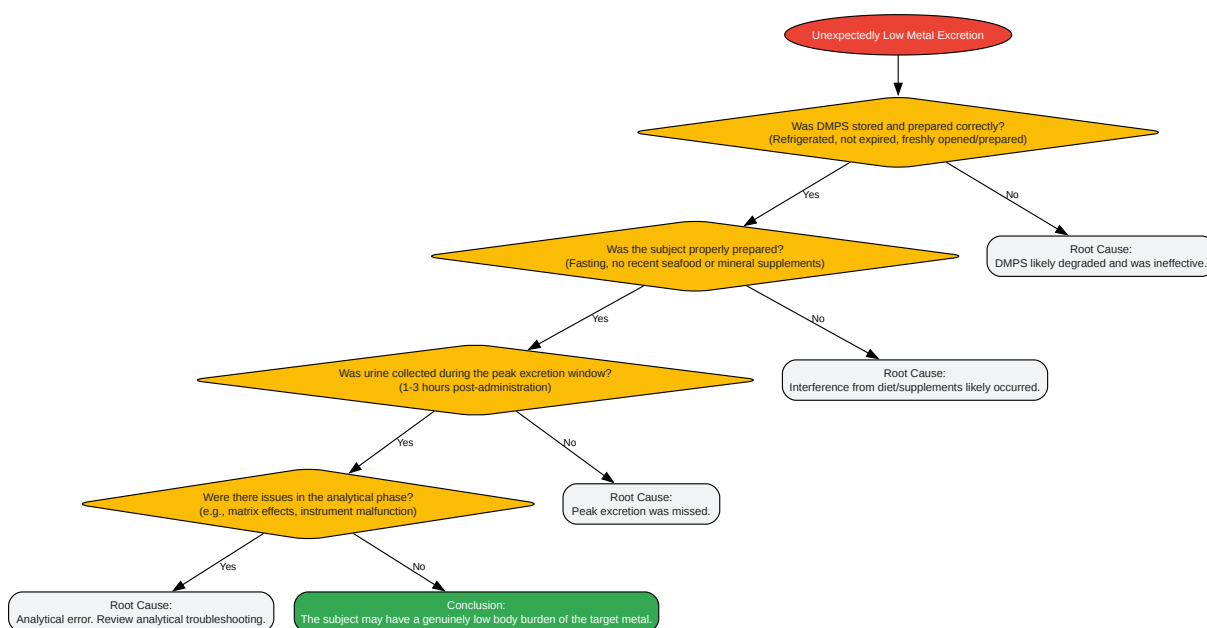 Unexpectedly Low Metal Excretion
Was DMPS stored and prepared correctly?
(Refrigerated, not expired, freshly opened/prepared)
Yes
No
Was the subject properly prepared?
(Fasting, no recent seafood or mineral supplements)
Root Cause:
DMPS likely degraded and was ineffective.
Yes
No
Was urine collected during the peak excretion window?
(1-3 hours post-administration)
Root Cause:
Interference from diet/supplements likely occurred.
Yes
No
Were there issues in the analytical phase?
(e.g., matrix effects, instrument malfunction)
Root Cause:
Peak excretion was missed.
Yes
No
Root Cause:
Analytical error. Review analytical troubleshooting.
Conclusion:
The subject may have a genuinely low body burden of the target metal.